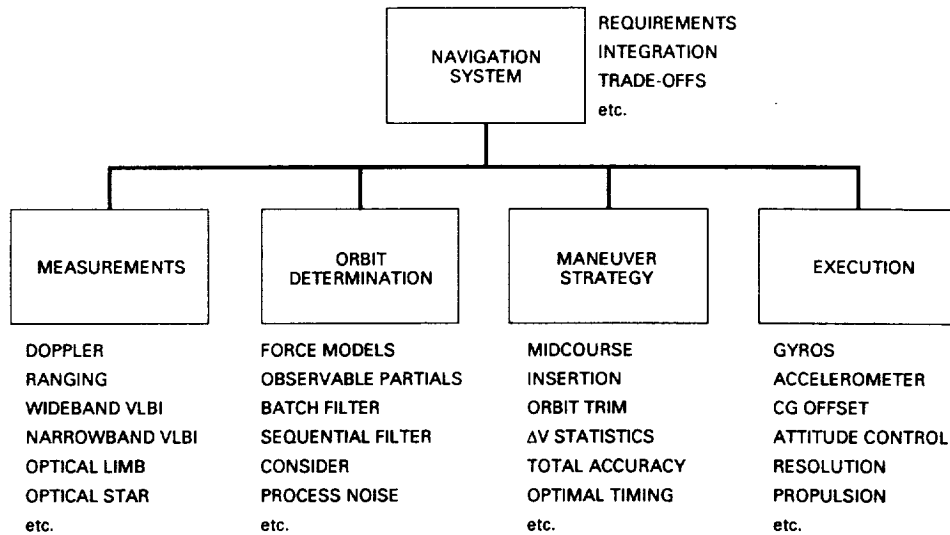 NAVIGATION
SYSTEM
REQUIREMENTS
INTEGRATION
TRADE-OFFS
etc.
MEASUREMENTS
DOPPLER
RANGING
WIDEBAND VLBI
NARROWBAND VLBI
OPTICAL LIMB
OPTICAL STAR
etc.
ORBIT
DETERMINATION
FORCE MODELS
OBSERVABLE PARTIALS
BATCH FILTER
SEQUENTIAL FILTER
CONSIDER
PROCESS NOISE
etc.
MANEUVER
STRATEGY
MIDCOURSE
INSERTION
ORBIT TRIM
ΔV STATISTICS
TOTAL ACCURACY
OPTIMAL TIMING
etc.
EXECUTION
GYROS
ACCELEROMETER
CG OFFSET
ATTITUDE CONTROL
RESOLUTION
PROPULSION
etc.